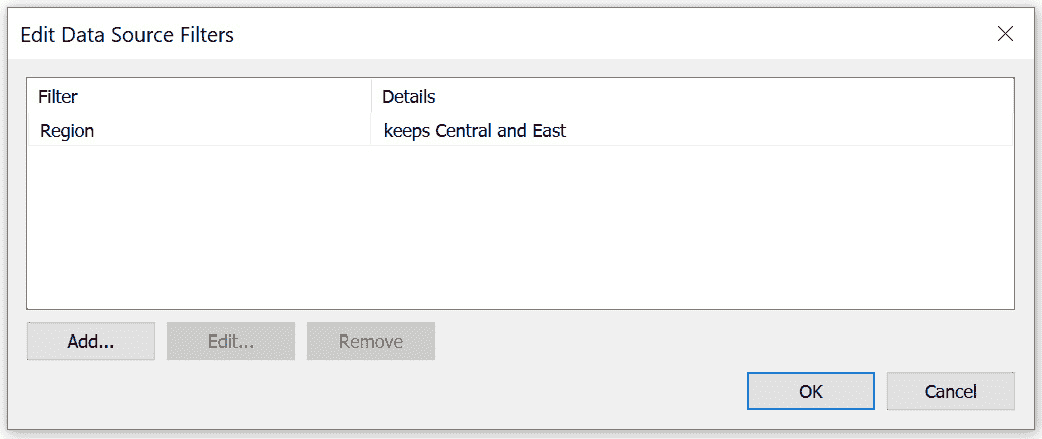 Edit Data Source Filters
Filter Details
Region keeps Central and East
Add... Edit... Remove
OK Cancel